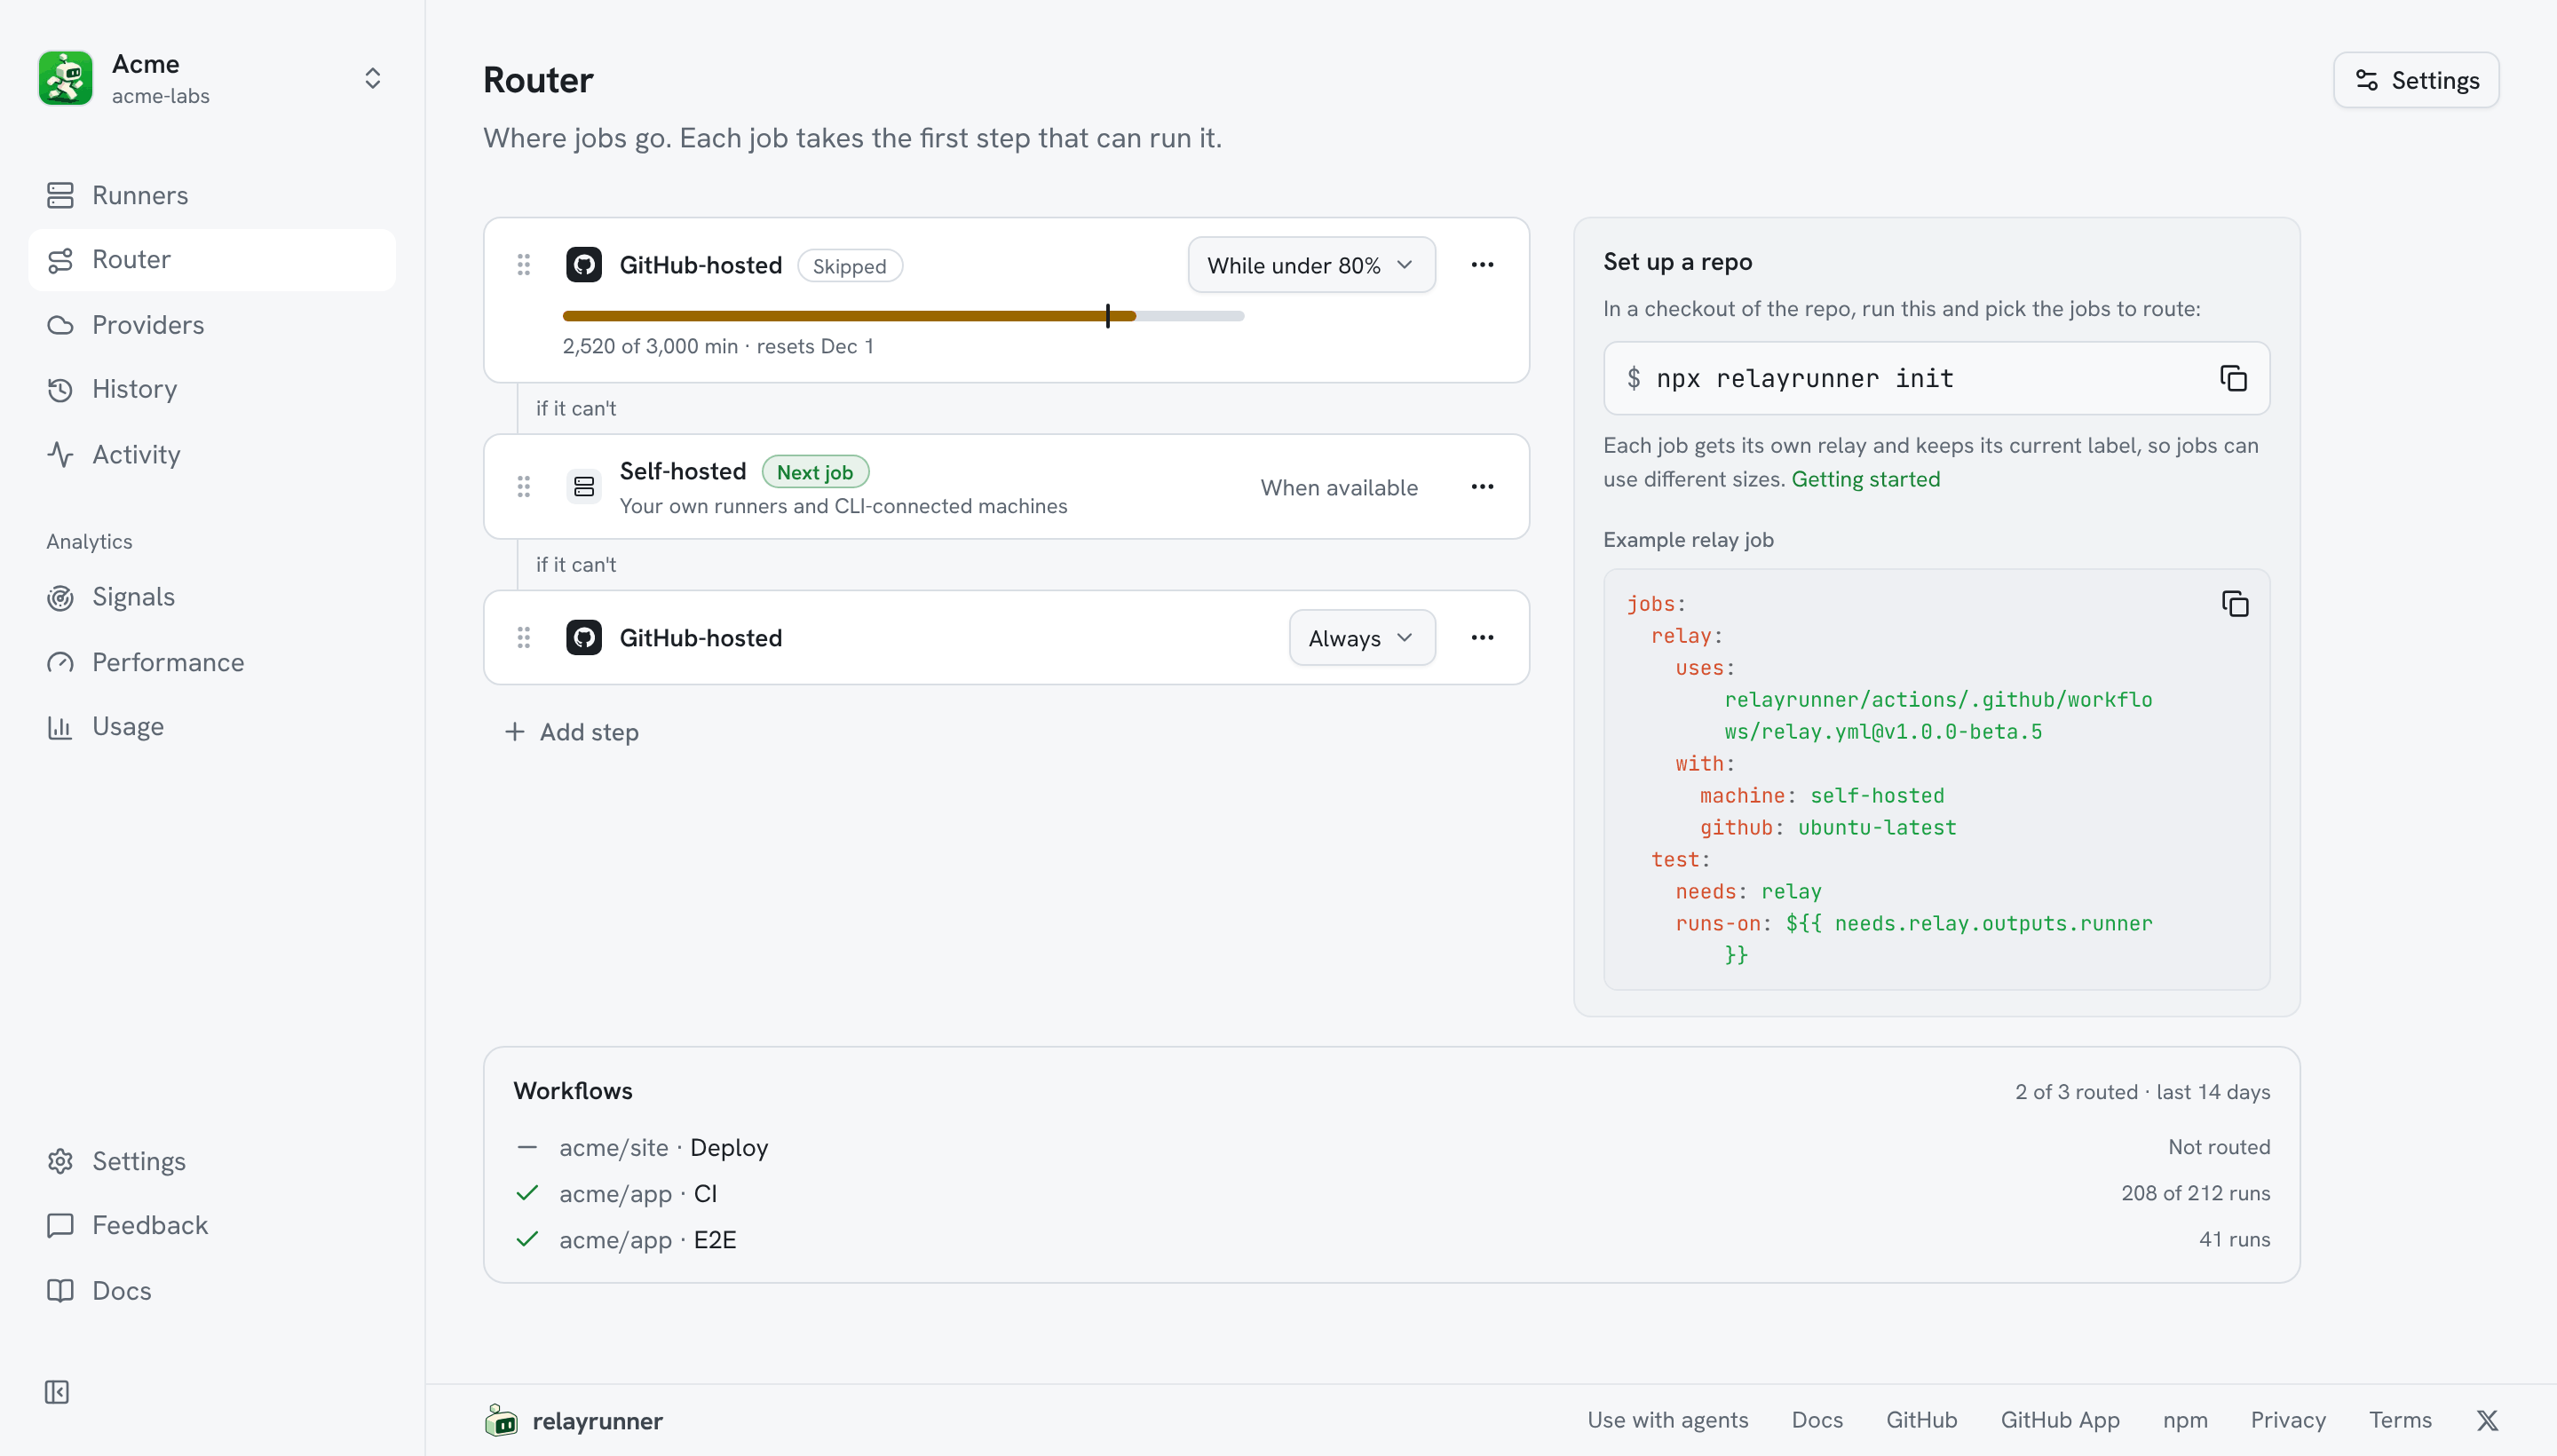 Acme
acme-labs
Runners
Router
Providers
History
Activity
Analytics
Signals
Performance
Usage
Settings
Feedback
Docs
Router
Settings
Where jobs go. Each job takes the first step that can run it.
GitHub-hosted
Skipped
While under 80%
2,520 of 3,000 min · resets Dec 1
if it can't
Self-hosted
Next job
Your own runners and CLI-connected machines
When available
if it can't
GitHub-hosted
Always
Add step
Set up a repo
In a checkout of the repo, run this and pick the jobs to route:
$ npx relayrunner init
Each job gets its own relay and keeps its current label, so jobs can
use different sizes. Getting started
Example relay job
jobs:
relay:
uses:
relayrunner/actions/.github/workflo
ws/relay.yml@v1.0.0-beta.5
with:
machine: self-hosted
github: ubuntu-latest
test:
needs: relay
runs-on: ${{ needs.relay.outputs.runner
}}
Workflows
2 of 3 routed · last 14 days
acme/site · Deploy
Not routed
acme/app · CI
208 of 212 runs
acme/app · E2E
41 runs
relayrunner
Use with agents
Docs
GitHub
GitHub App
npm
Privacy
Terms